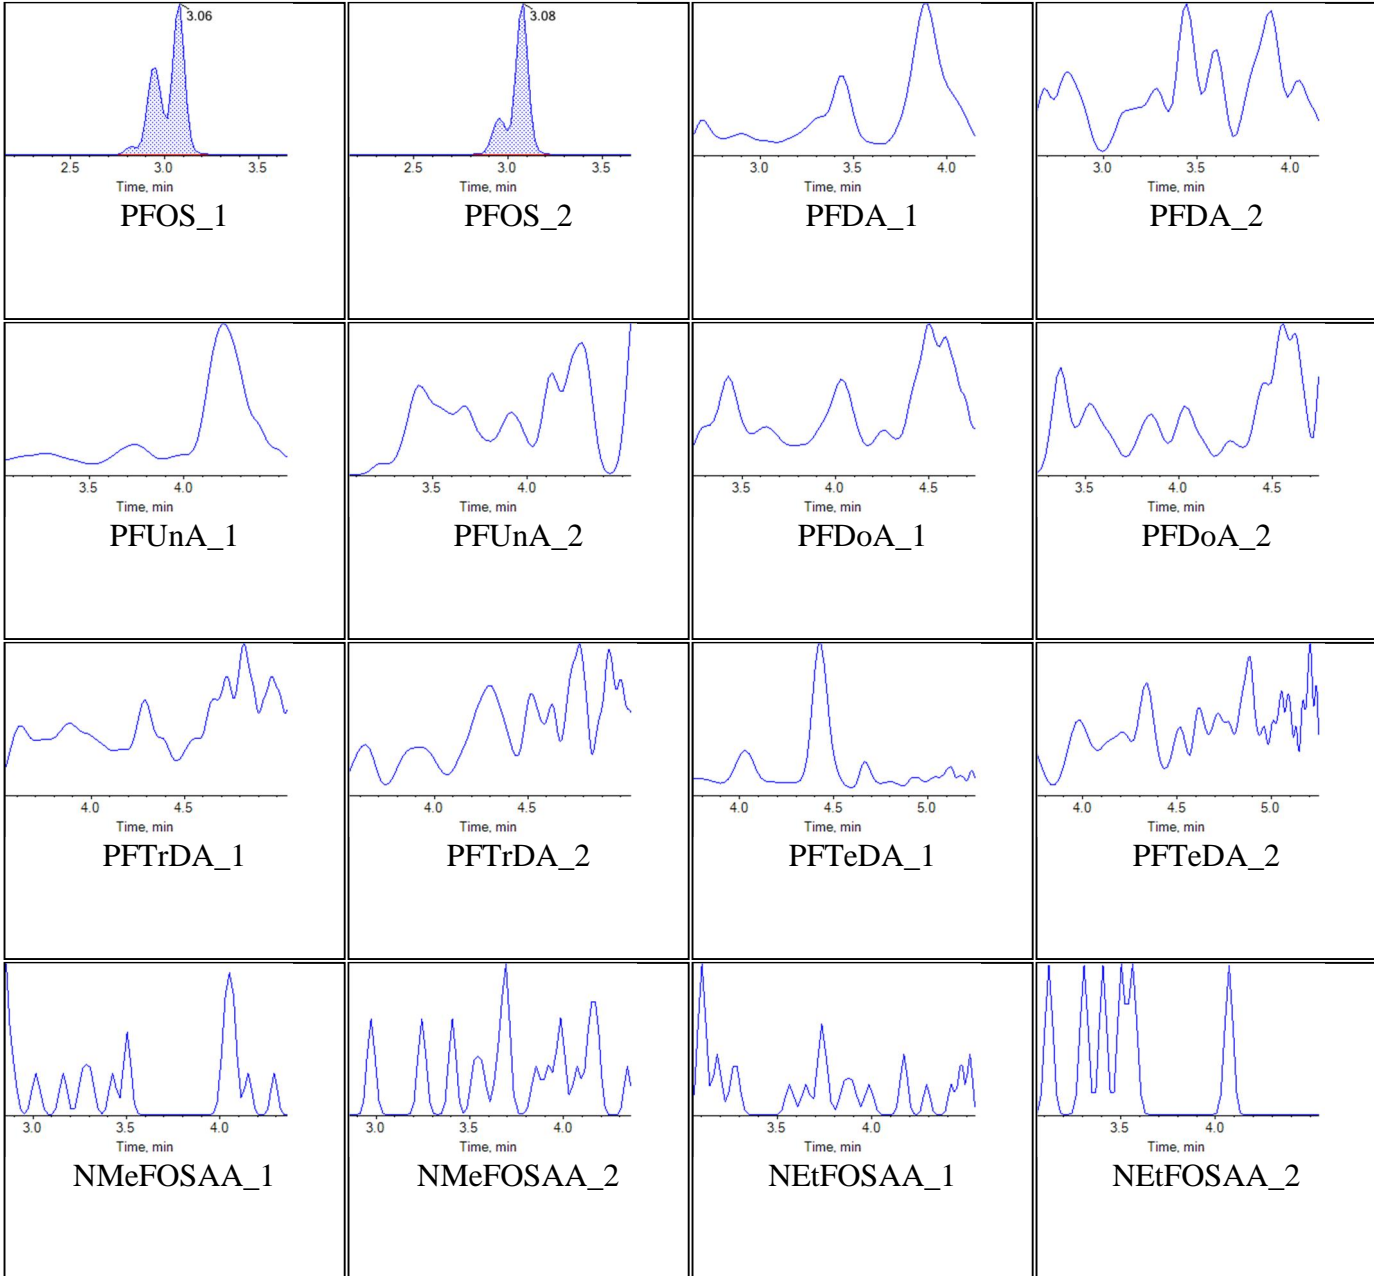 3.06
2.5 3.0 3.5
Time, min
PFOS_1
3.08
2.5 3.0 3.5
Time, min
PFOS_2
3.0 3.5 4.0
Time, min
PFDA_1
3.0 3.5 4.0
Time, min
PFDA_2
3.5 4.0
Time, min
PFUnA_1
3.5 4.0
Time, min
PFUnA_2
3.5 4.0 4.5
Time, min
PFDoA_1
3.5 4.0 4.5
Time, min
PFDoA_2
4.0 4.5
Time, min
PFTrDA_1
4.0 4.5
Time, min
PFTrDA_2
4.0 4.5 5.0
Time, min
PFTeDA_1
4.0 4.5 5.0
Time, min
PFTeDA_2
3.0 3.5 4.0
Time, min
NMeFOSAA_1
3.0 3.5 4.0
Time, min
NMeFOSAA_2
3.5 4.0
Time, min
NEtFOSAA_1
3.5 4.0
Time, min
NEtFOSAA_2